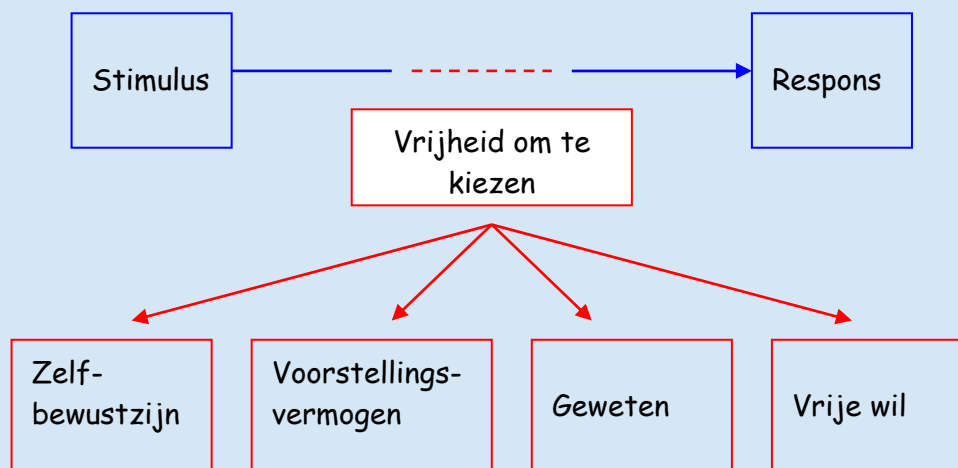 Stimulus
Respons
Vrijheid om te
kiezen
Zelf-
bewustzijn
Voorstellings-
vermogen
Geweten
Vrije wil